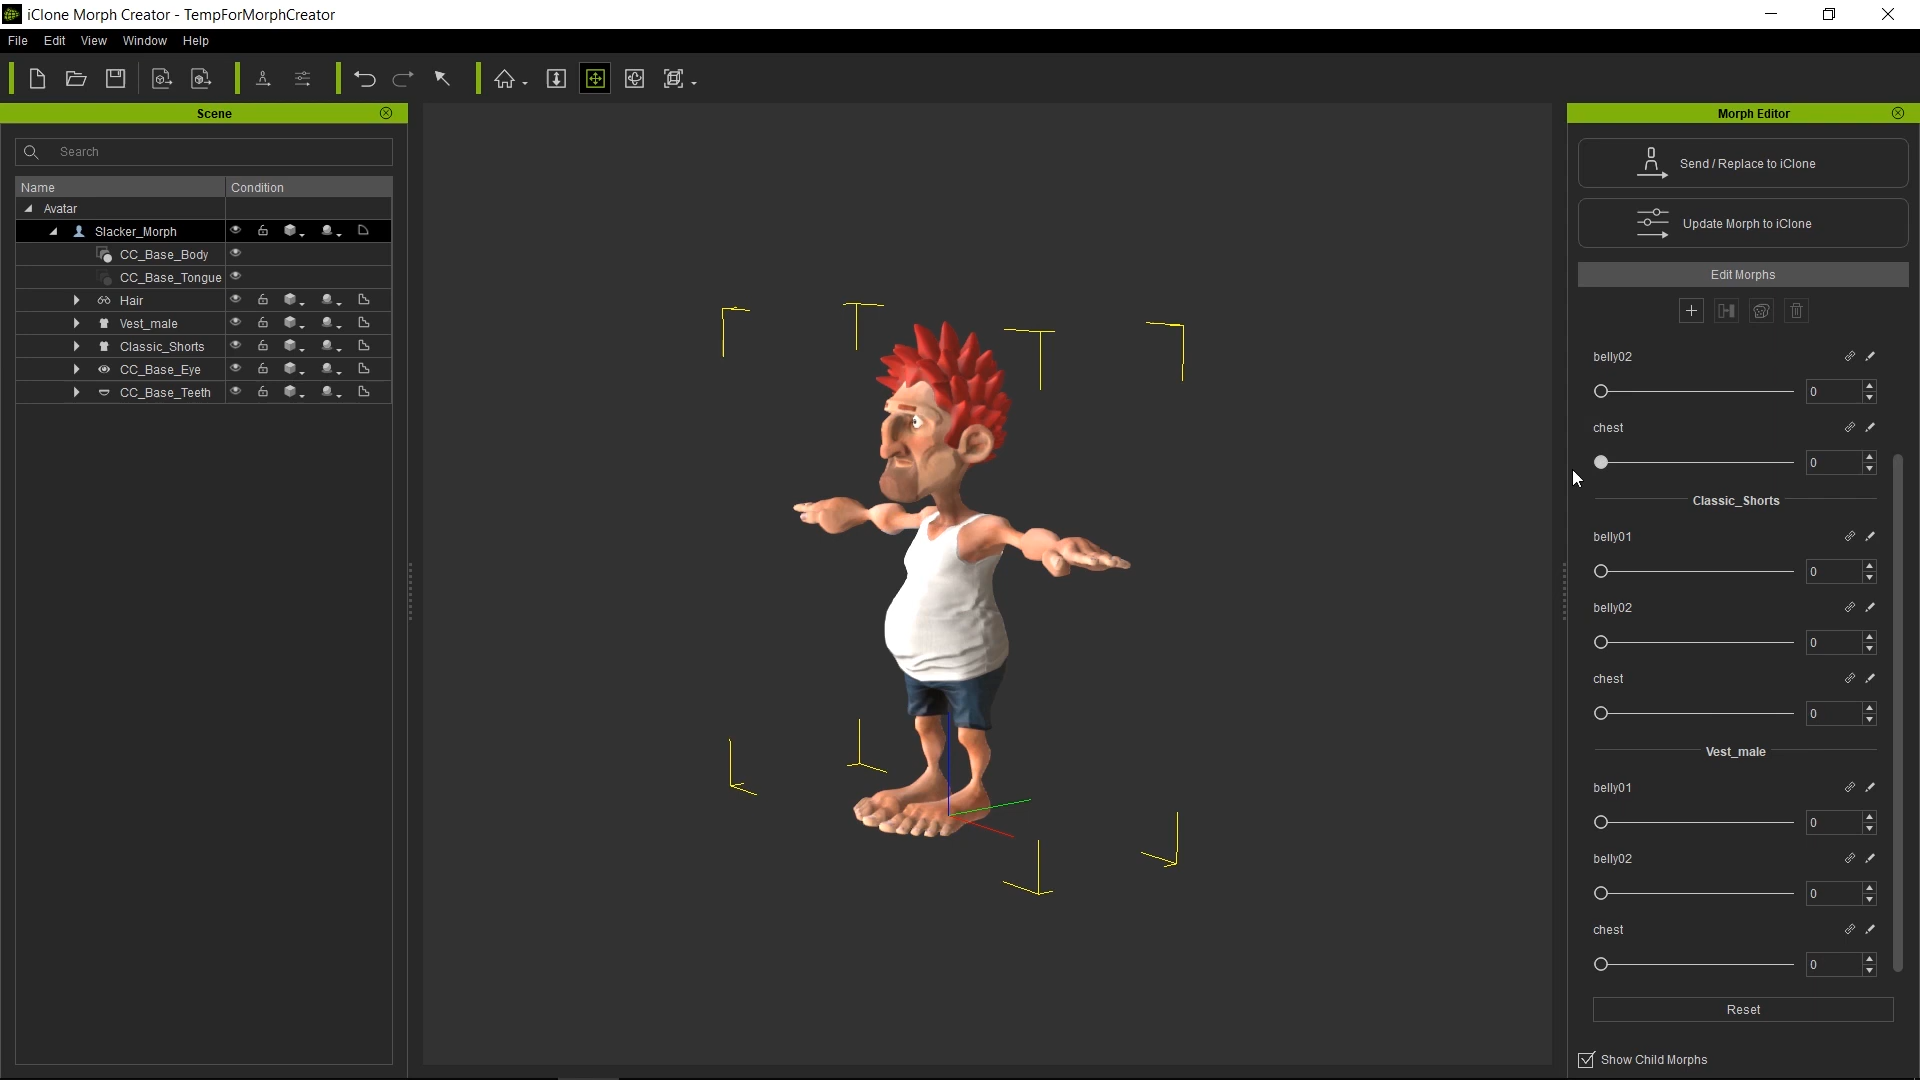 iClone Morph Creator - TempForMorphCreator
File Edit View Window Help
Scene
Search
Name Condition
Avatar
Slacker_Morph
CC_Base_Body
CC_Base_Tongue
Hair
Vest_male
Classic_Shorts
CC_Base_Eye
CC_Base_Teeth
Morph Editor
Send / Replace to iClone
Update Morph to iClone
Edit Morphs
belly02
0
chest
0
Classic_Shorts
belly01
0
belly02
0
chest
0
Vest_male
belly01
0
belly02
0
chest
0
Reset
Show Child Morphs